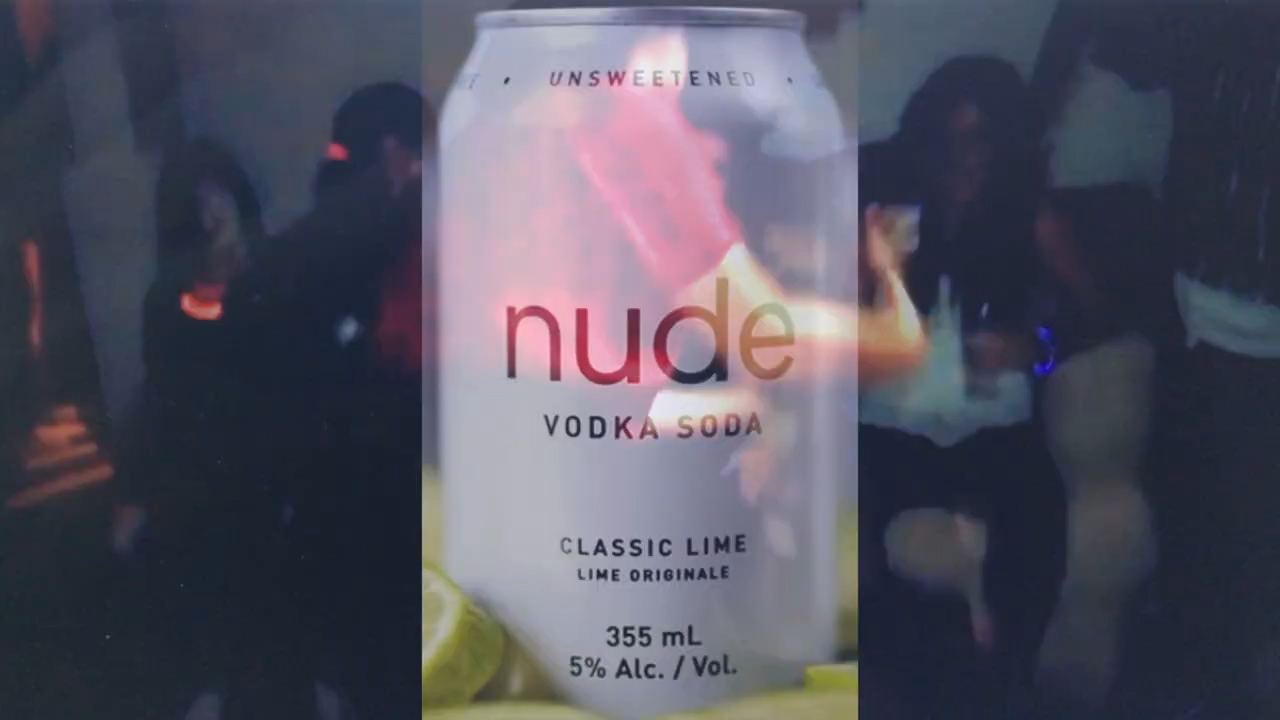 UNSWEETENED
nude
VODKA SODA
CLASSIC LIME
LIME ORIGINALE
355 mL
5% Alc. / Vol.